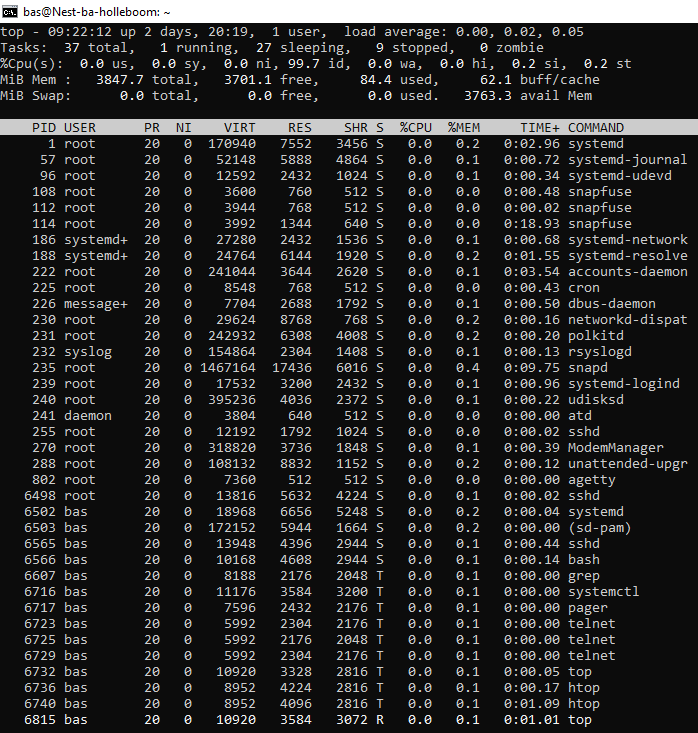 bas@Nest-ba-holleboom: ~
top - 09:22:12 up 2 days, 20:19,  1 user,  load average: 0.00, 0.02, 0.05
Tasks:  37 total,   1 running,  27 sleeping,   9 stopped,   0 zombie
%Cpu(s):  0.0 us,  0.0 sy,  0.0 ni, 99.7 id,  0.0 wa,  0.0 hi,  0.2 si,  0.2 st
MiB Mem :   3847.7 total,   3701.1 free,     84.4 used,     62.1 buff/cache
MiB Swap:      0.0 total,      0.0 free,      0.0 used.   3763.3 avail Mem
PID USER      PR  NI    VIRT    RES    SHR S  %CPU  %MEM     TIME+ COMMAND
1 root      20   0  170940   7552   3456 S   0.0   0.2   0:02.96 systemd
57 root      20   0   52148   5888   4864 S   0.0   0.1   0:00.72 systemd-journal
96 root      20   0   12592   2432   1024 S   0.0   0.1   0:00.34 systemd-udevd
108 root      20   0    3600    760    512 S   0.0   0.0   0:00.00 snapfuse
112 root      20   0    3944    768    512 S   0.0   0.0   0:00.02 snapfuse
114 root      20   0    3992   1344    640 S   0.0   0.0   0:18.93 snapfuse
186 systemd+  20   0   27280   2432   1536 S   0.0   0.1   0:00.68 systemd-network
188 systemd+  20   0   24764   6144   1920 S   0.0   0.2   0:01.55 systemd-resolve
222 root      20   0  241044   3644   2620 S   0.0   0.1   0:03.54 accounts-daemon
225 root      20   0    8548    768    512 S   0.0   0.0   0:00.43 cron
226 message+  20   0    7704   2688   1792 S   0.0   0.1   0:00.50 dbus-daemon
230 root      20   0   29624   8768    768 S   0.0   0.2   0:00.16 networkd-dispat
231 root      20   0  242932   6308   4008 S   0.0   0.2   0:00.20 polkitd
232 syslog    20   0  154864   2304   1408 S   0.0   0.1   0:00.13 rsyslogd
235 root      20   0 1467164  17436   6016 S   0.0   0.4   0:09.75 snapd
239 root      20   0   17532   3200   2432 S   0.0   0.1   0:00.96 systemd-logind
240 root      20   0  395236   4036   2372 S   0.0   0.1   0:00.22 udisksd
241 daemon    20   0    3804    640    512 S   0.0   0.0   0:00.00 atd
255 root      20   0   12192   1792   1024 S   0.0   0.0   0:00.02 sshd
270 root      20   0  318820   3736   1848 S   0.0   0.1   0:00.39 ModemManager
288 root      20   0  108132   8832   1152 S   0.0   0.2   0:00.12 unattended-upgr
802 root      20   0    7360    512    512 S   0.0   0.0   0:00.00 agetty
6498 root      20   0   13816   5632   4224 S   0.0   0.1   0:00.02 sshd
6502 bas       20   0   18968   6656   5248 S   0.0   0.2   0:00.04 systemd
6503 bas       20   0  172152   5944   1664 S   0.0   0.2   0:00.00 (sd-pam)
6565 bas       20   0   13948   4396   2944 S   0.0   0.1   0:00.44 sshd
6566 bas       20   0   10168   4608   2944 S   0.0   0.1   0:00.14 bash
6607 bas       20   0    8188   2176   2048 T   0.0   0.1   0:00.00 grep
6716 bas       20   0   11176   3584   3200 T   0.0   0.1   0:00.00 systemctl
6717 bas       20   0    7596   2432   2176 T   0.0   0.1   0:00.00 pager
6723 bas       20   0    5992   2304   2176 T   0.0   0.1   0:00.00 telnet
6725 bas       20   0    5992   2176   2048 T   0.0   0.1   0:00.00 telnet
6729 bas       20   0    5992   2304   2176 T   0.0   0.1   0:00.00 telnet
6732 bas       20   0   10920   3328   2816 T   0.0   0.1   0:00.05 top
6736 bas       20   0    8952   4224   2816 T   0.0   0.1   0:00.17 htop
6740 bas       20   0    8952   4096   2816 T   0.0   0.1   0:01.09 htop
6815 bas       20   0   10920   3584   3072 R   0.0   0.1   0:01.01 top